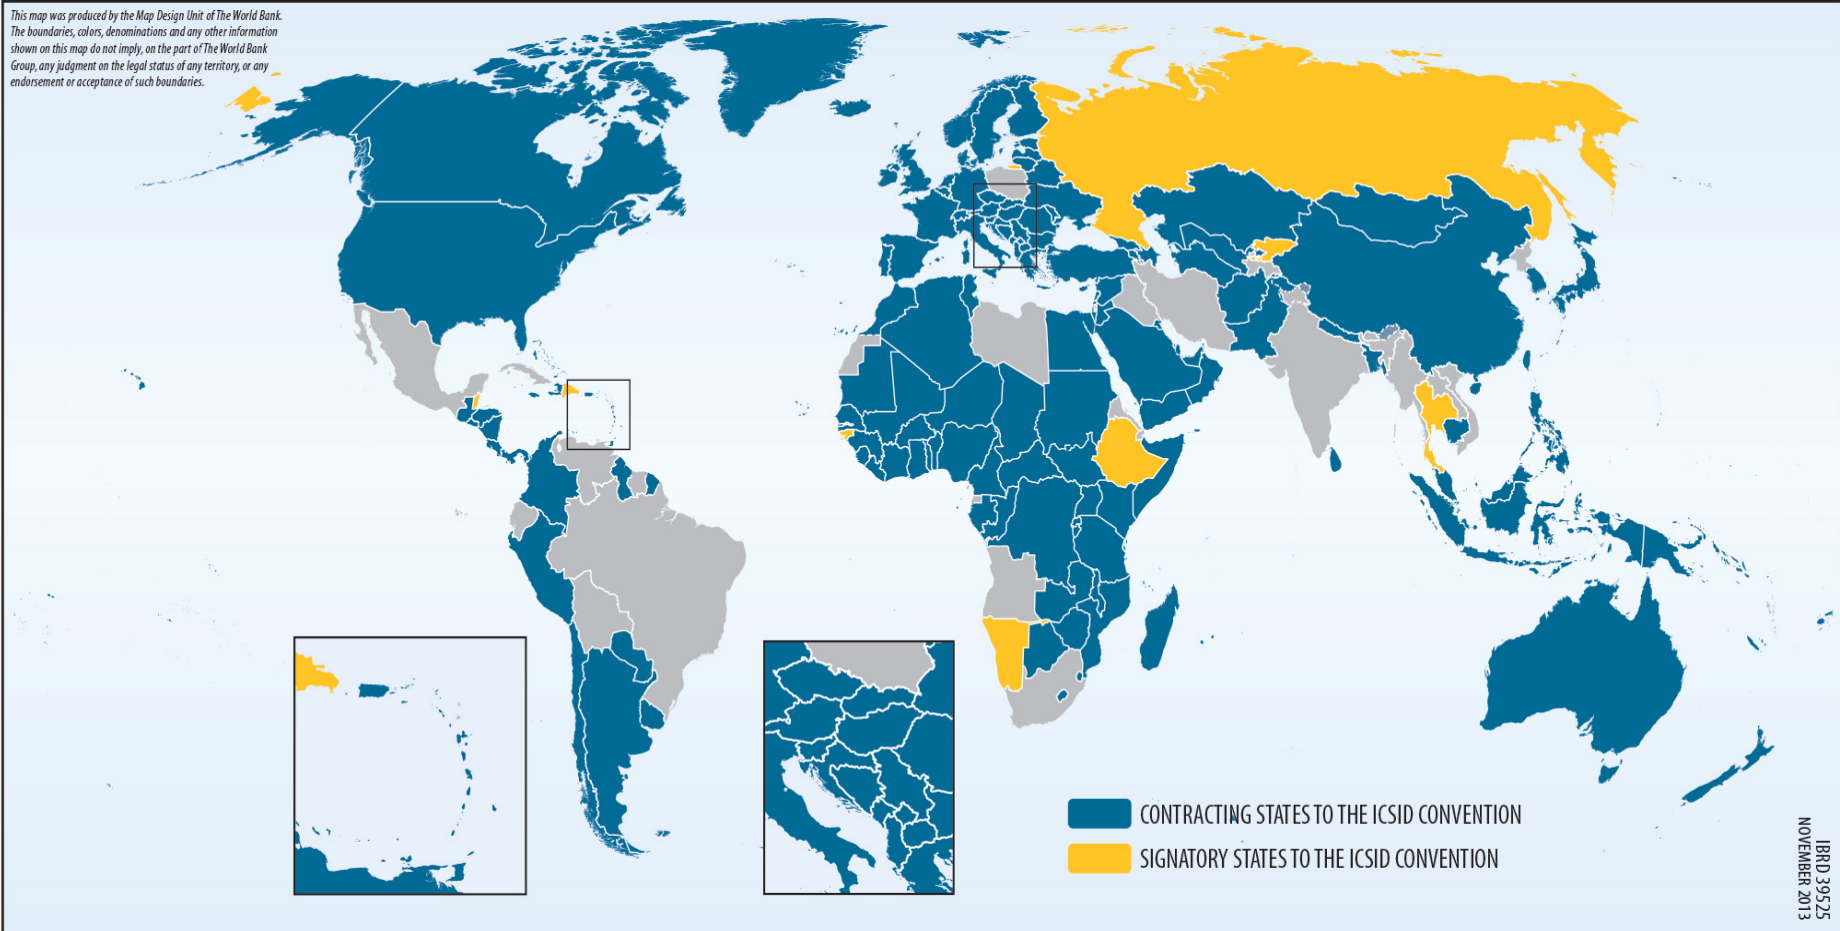 This map was produced by the Map Design Unit of The World Bank.
The boundaries, colors, denominations and any other information
shown on this map do not imply, on the part of The World Bank
Group, any judgment on the legal status of any territory, or any
endorsement or acceptance of such boundaries.
CONTRACTING STATES TO THE ICSID CONVENTION
SIGNATORY STATES TO THE ICSID CONVENTION
IBRD 39525
NOVEMBER 2013